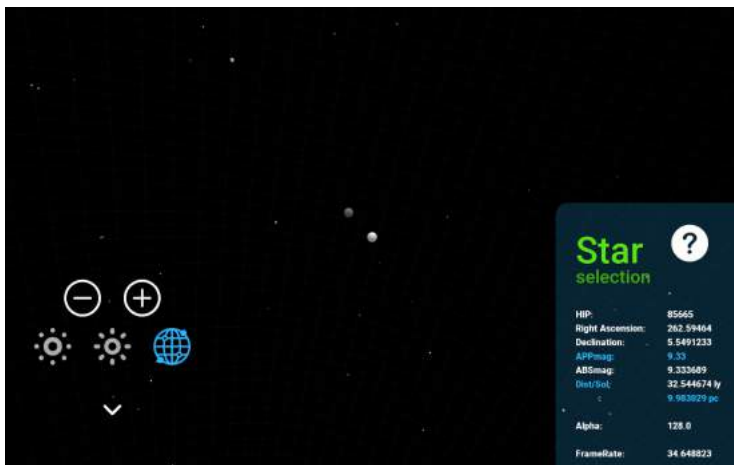 Star
selection
?
HIP: 85665
Right Ascension: 262.59464
Declination: 5.5491233
APPmag: 9.33
ABSmag: 9.333689
Dist/Sol: 32.544674 ly
: 9.983029 pc
Alpha: 128.0
FrameRate: 34.648823